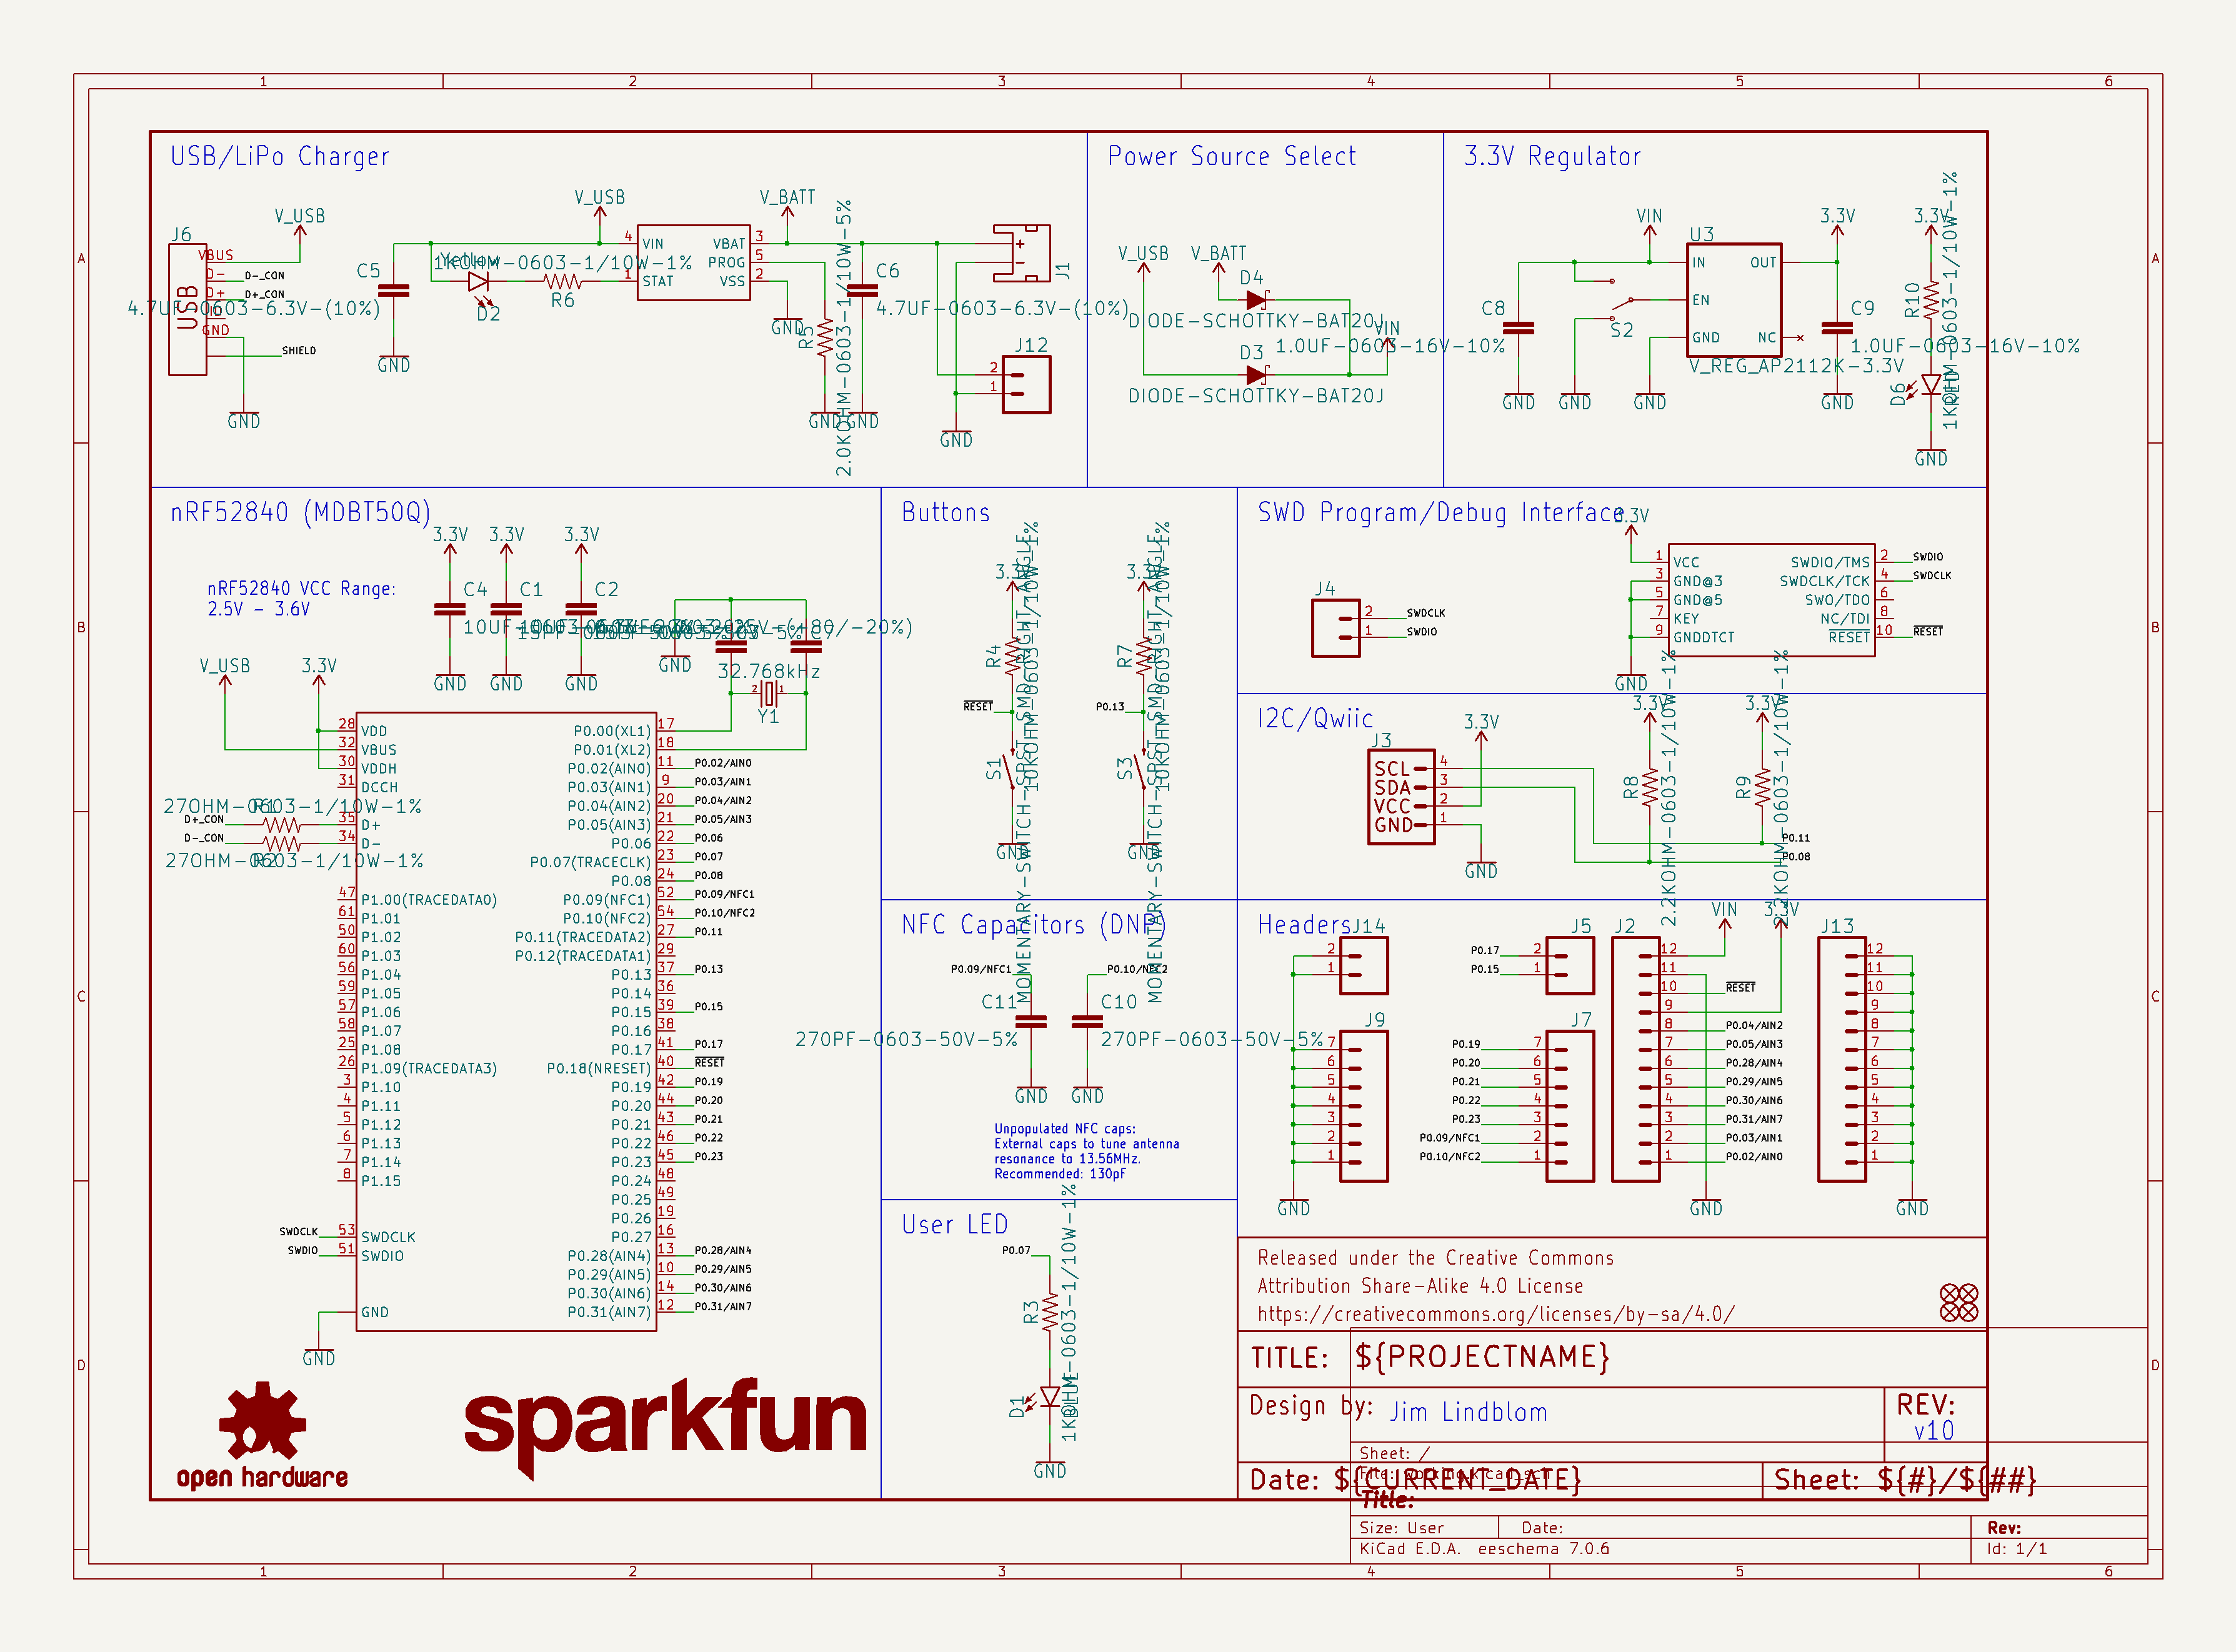 USB/LiPo Charger
J6
VBUS
D-
D+
GND
USB
V_USB
D-_CON
D+_CON
SHIELD
GND
C5
4.7UF-0603-6.3V-(10%)
GND
Yellow
D2
1KOHM-0603-1/10W-1%
R6
V_USB
4 VIN
1 STAT
VBAT 3
PROG 5
VSS 2
V_BATT
GND
R5
2.0KOHM-0603-1/10W-5%
GND
C6
4.7UF-0603-6.3V-(10%)
GND
J1
J12
2
1
GND
Power Source Select
V_USB
V_BATT
D4
DIODE-SCHOTTKY-BAT20J
D3
DIODE-SCHOTTKY-BAT20J
VIN
3.3V Regulator
C8
1.0UF-0603-16V-10%
GND
GND
S2
VIN
GND
U3
IN
EN
GND
OUT
NC
V_REG_AP2112K-3.3V
3.3V
C9
1.0UF-0603-16V-10%
GND
3.3V
R10
1KOHM-0603-1/10W-1%
D6
RED
GND
nRF52840 (MDBT50Q)
nRF52840 VCC Range:
2.5V - 3.6V
3.3V
C4
GND
3.3V
C1
GND
3.3V
C2
GND
GND
32.768kHz
2 1
Y1
V_USB
3.3V
28 VDD
32 VBUS
30 VDDH
31 DCCH
27OHM-0603-1/10W-1%
R1
D+_CON
35 D+
D-_CON
34 D-
27OHM-0603-1/10W-1%
R2
47 P1.00(TRACEDATA0)
61 P1.01
50 P1.02
60 P1.03
56 P1.04
59 P1.05
57 P1.06
58 P1.07
25 P1.08
26 P1.09(TRACEDATA3)
3 P1.10
4 P1.11
5 P1.12
6 P1.13
7 P1.14
8 P1.15
SWDCLK 53 SWDCLK
SWDIO 51 SWDIO
GND
GND
P0.00(XL1) 17
P0.01(XL2) 18
P0.02(AIN0) 11 P0.02/AIN0
P0.03(AIN1) 9 P0.03/AIN1
P0.04(AIN2) 20 P0.04/AIN2
P0.05(AIN3) 21 P0.05/AIN3
P0.06 22 P0.06
P0.07(TRACECLK) 23 P0.07
P0.08 24 P0.08
P0.09(NFC1) 52 P0.09/NFC1
P0.10(NFC2) 54 P0.10/NFC2
P0.11(TRACEDATA2) 27 P0.11
P0.12(TRACEDATA1) 29
P0.13 37 P0.13
P0.14 36
P0.15 39 P0.15
P0.16 38
P0.17 41 P0.17
P0.18(NRESET) 40 RESET
P0.19 42 P0.19
P0.20 44 P0.20
P0.21 43 P0.21
P0.22 46 P0.22
P0.23 45 P0.23
P0.24 48
P0.25 49
P0.26 19
P0.27 16
P0.28(AIN4) 13 P0.28/AIN4
P0.29(AIN5) 10 P0.29/AIN5
P0.30(AIN6) 14 P0.30/AIN6
P0.31(AIN7) 12 P0.31/AIN7
open hardware
sparkfun
Buttons
3.3V
R4
10KOHM-0603-1/10W-1%
RESET
S1
MOMENTARY-SWITCH-SPST-SMD-RIGHT-ANGLE
GND
3.3V
R7
10KOHM-0603-1/10W-1%
P0.13
S3
MOMENTARY-SWITCH-SPST-SMD-RIGHT-ANGLE
GND
NFC Capacitors (DNP)
P0.09/NFC1
C11
270PF-0603-50V-5%
GND
P0.10/NFC2
C10
270PF-0603-50V-5%
GND
Unpopulated NFC caps:
External caps to tune antenna
resonance to 13.56MHz.
Recommended: 130pF
User LED
P0.07
R3
1KOHM-0603-1/10W-1%
D1
BLUE
GND
SWD Program/Debug Interface
J4
2 SWDCLK
1 SWDIO
3.3V
1 VCC
3 GND@3
5 GND@5
7 KEY
9 GNDDTCT
SWDIO/TMS 2 SWDIO
SWDCLK/TCK 4 SWDCLK
SWO/TDO 6
NC/TDI 8
RESET 10 RESET
GND
I2C/Qwiic
J3
SCL 4
SDA 3
VCC 2
GND 1
3.3V
GND
3.3V
R8
2.2KOHM-0603-1/10W-1%
3.3V
R9
2.2KOHM-0603-1/10W-1%
P0.11
P0.08
Headers
J14
2
1
J9
7
6
5
4
3
2
1
GND
J5
P0.17 2
P0.15 1
J7
P0.19 7
P0.20 6
P0.21 5
P0.22 4
P0.23 3
P0.09/NFC1 2
P0.10/NFC2 1
J2
VIN
3.3V
12
11
10 RESET
9
8 P0.04/AIN2
7 P0.05/AIN3
6 P0.28/AIN4
5 P0.29/AIN5
4 P0.30/AIN6
3 P0.31/AIN7
2 P0.03/AIN1
1 P0.02/AIN0
GND
J13
12
11
10
9
8
7
6
5
4
3
2
1
GND
Released under the Creative Commons
Attribution Share-Alike 4.0 License
https://creativecommons.org/licenses/by-sa/4.0/
TITLE: ${PROJECTNAME}
Design by: Jim Lindblom
REV:
v10
Date: ${CURRENT_DATE}
Sheet: ${#}/${##}
Sheet: /
File: working.kicad_sch
Title:
Size: User
Date:
Rev:
KiCad E.D.A. eeschema 7.0.6
Id: 1/1
1 2 3 4 5 6
A B C D
A B C D
1 2 3 4 5 6